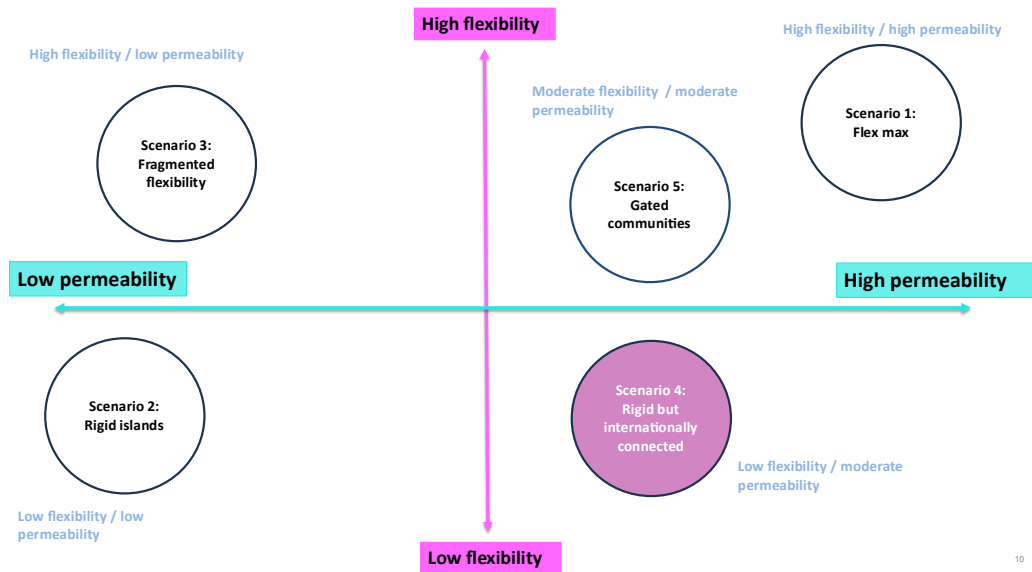 High flexibility
High flexibility / high permeability
High flexibility / low permeability
Moderate flexibility / moderate
permeability
Scenario 1:
Flex max
Scenario 3:
Fragmented
flexibility
Scenario 5:
Gated
communities
Low permeability
High permeability
Scenario 2:
Rigid islands
Scenario 4:
Rigid but
internationally
connected
Low flexibility / moderate
permeability
Low flexibility / low
permeability
Low flexibility
10